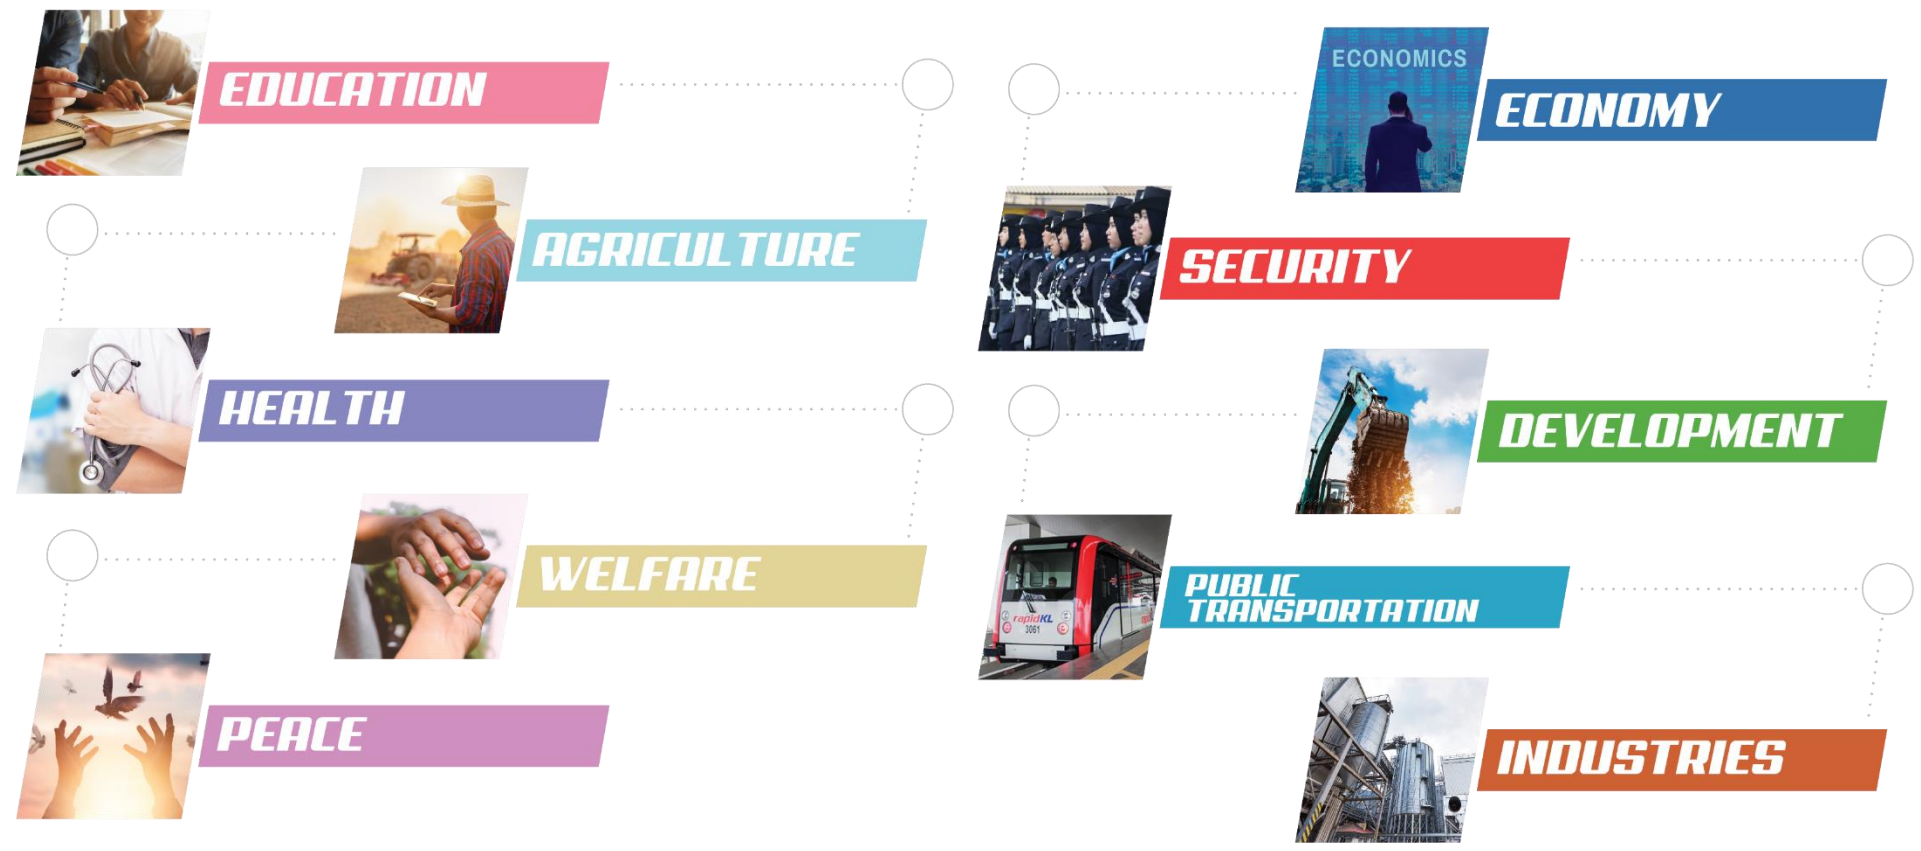 EDUCATION
AGRICULTURE
HEALTH
WELFARE
PEACE
ECONOMICS
ECONOMY
SECURITY
DEVELOPMENT
rapidKL
3061
PUBLIC
TRANSPORTATION
INDUSTRIES